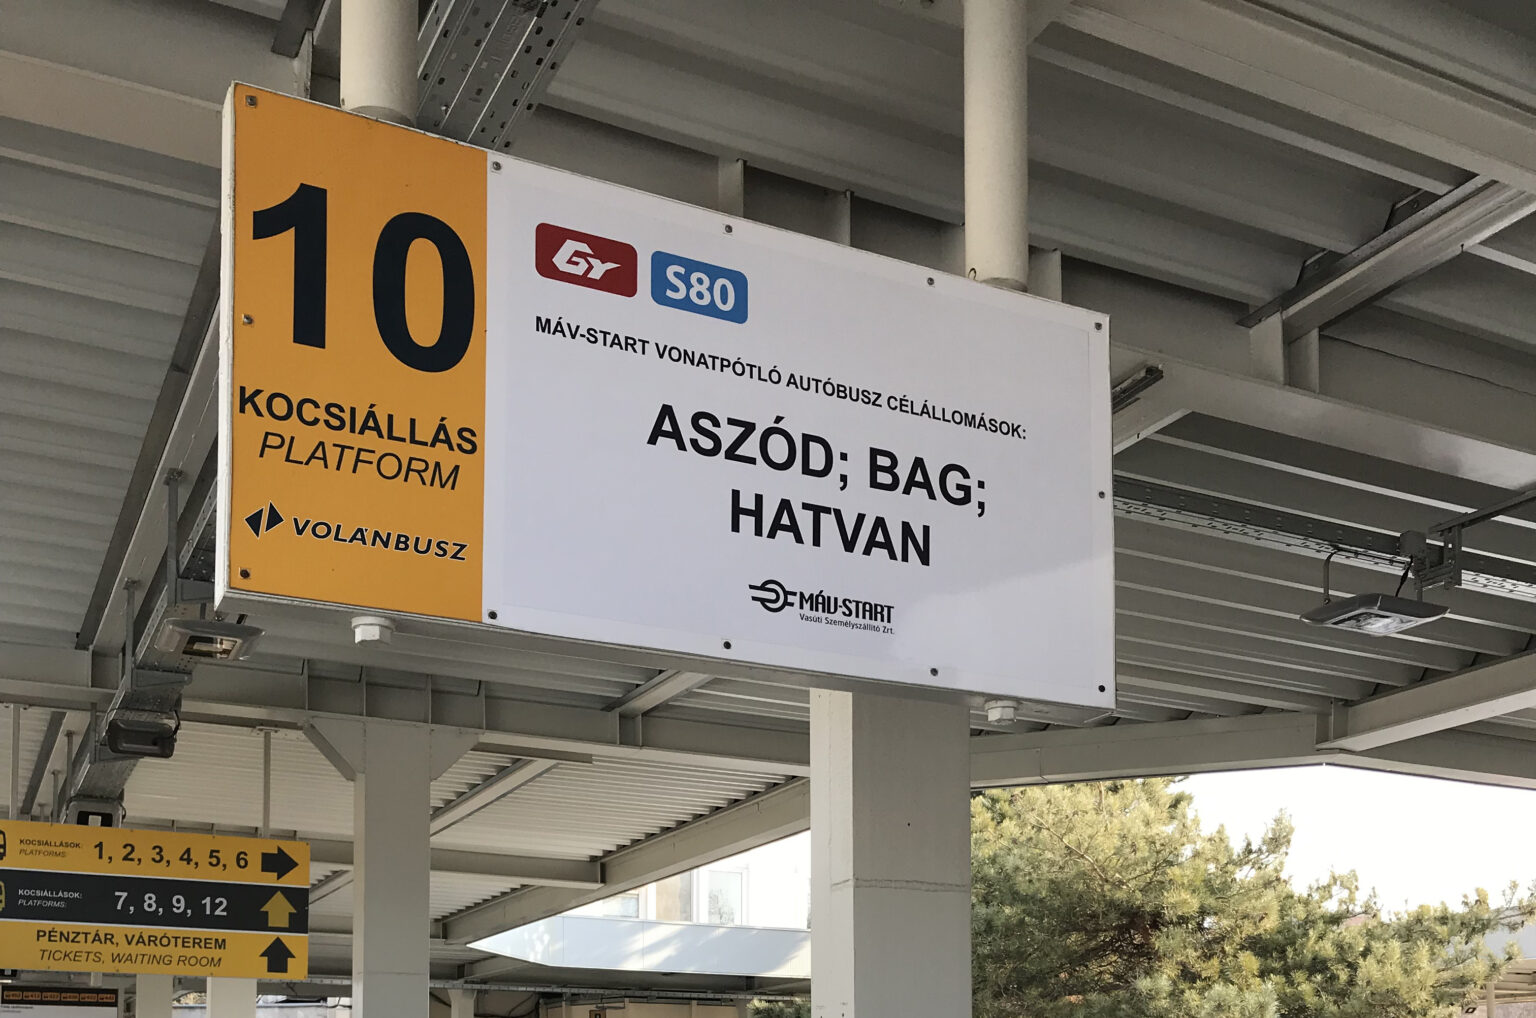 10
KOCSIÁLLÁS
PLATFORM
VOLÁNBUSZ
Gy S80
MÁV-START VONATPÓTLÓ AUTÓBUSZ CÉLÁLLOMÁSOK:
ASZÓD; BAG;
HATVAN
MÁV-START
Vasúti Személyszállító Zrt.
KOCSIÁLLÁSOK: 1, 2, 3, 4, 5, 6
PLATFORMS:
KOCSIÁLLÁSOK: 7, 8, 9, 12
PLATFORMS:
PÉNZTÁR, VÁRÓTEREM
TICKETS, WAITING ROOM